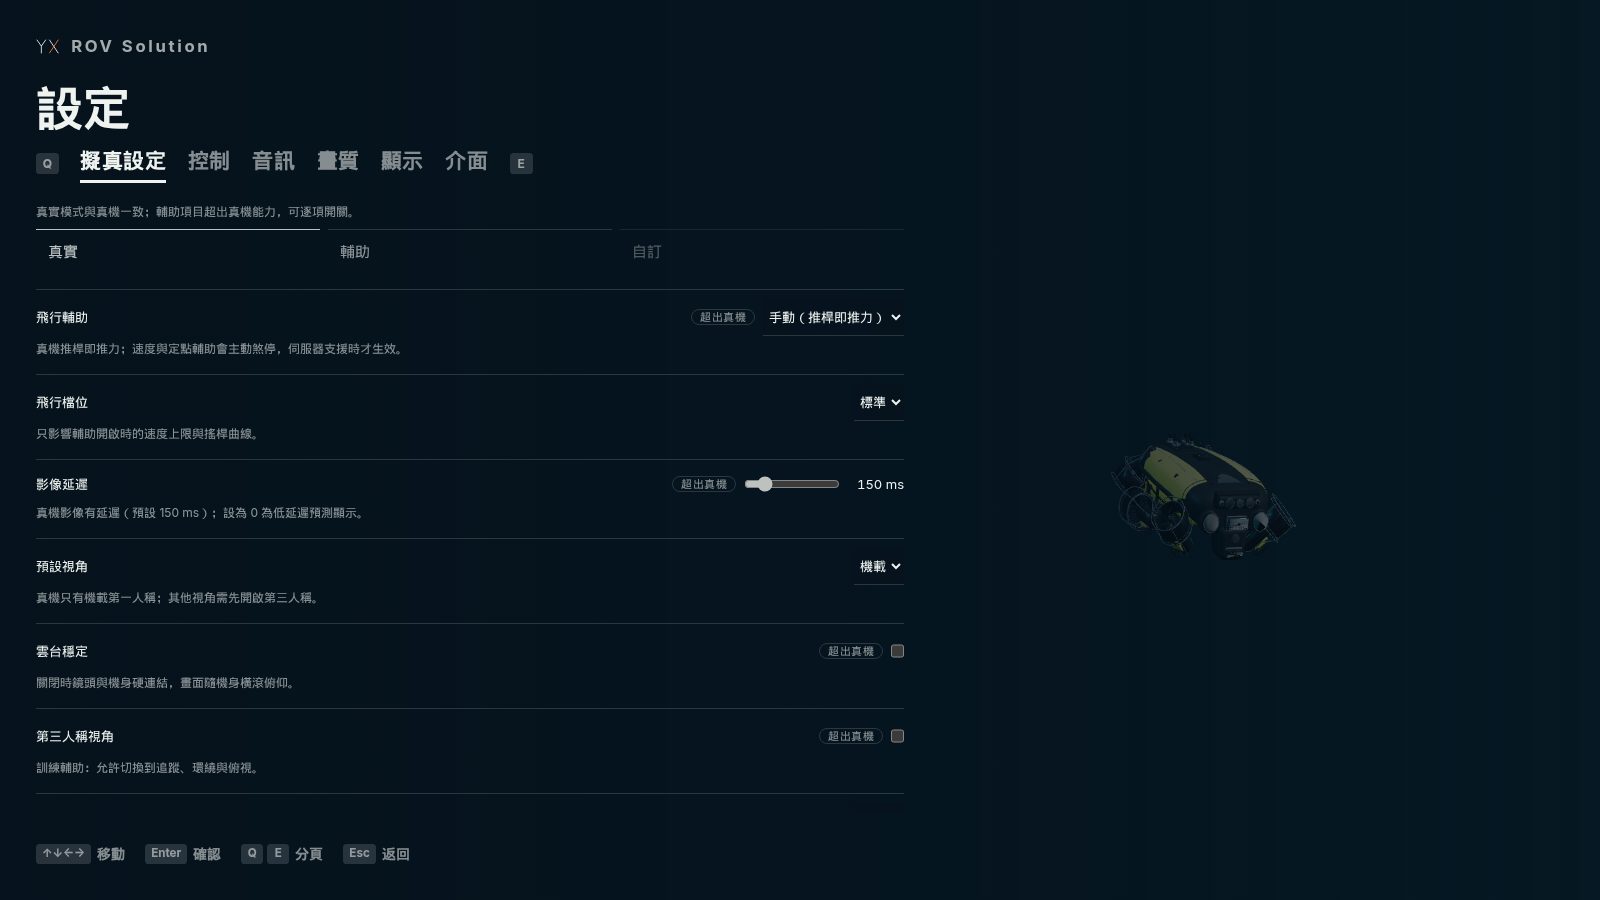 YX ROV Solution
設定
Q 擬真設定 控制 音訊 畫質 顯示 介面 E
真實模式與真機一致；輔助項目超出真機能力，可逐項開關。
真實 輔助 自訂
飛行輔助 超出真機 手動（推桿即推力）
真機推桿即推力；速度與定點輔助會主動煞停，伺服器支援時才生效。
飛行檔位 標準
只影響輔助開啟時的速度上限與搖桿曲線。
影像延遲 超出真機 150 ms
真機影像有延遲（預設 150 ms）；設為 0 為低延遲預測顯示。
預設視角 機載
真機只有機載第一人稱；其他視角需先開啟第三人稱。
雲台穩定 超出真機
關閉時鏡頭與機身硬連結，畫面隨機身橫滾俯仰。
第三人稱視角 超出真機
訓練輔助：允許切換到追蹤、環繞與俯視。
↑↓←→ 移動 Enter 確認 Q E 分頁 Esc 返回